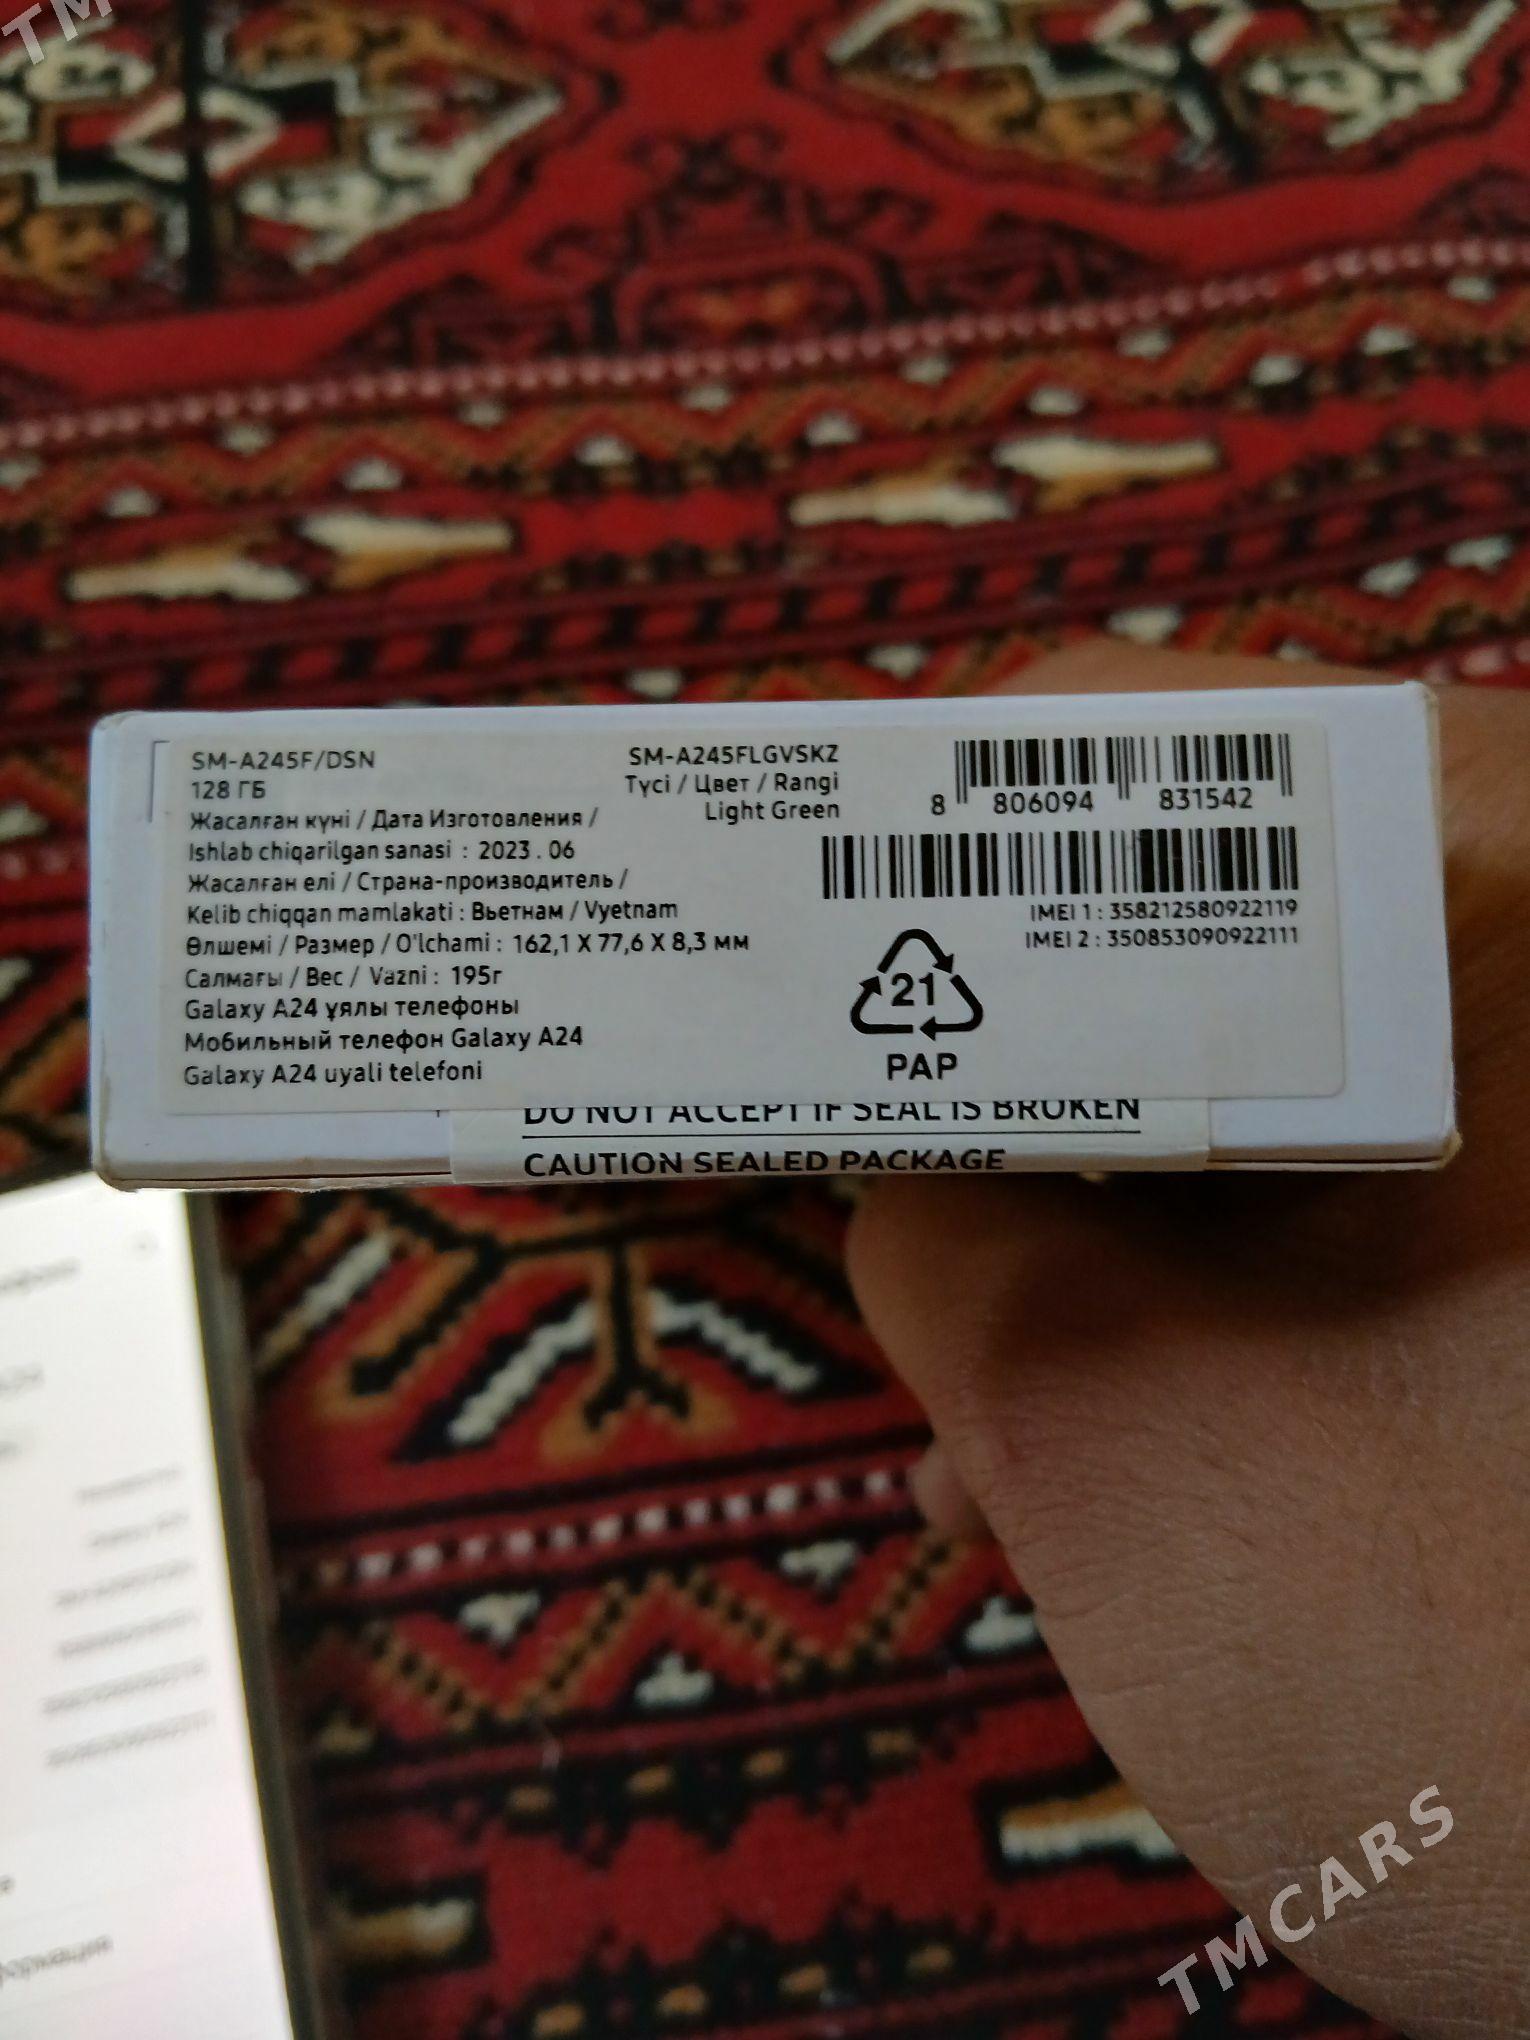 TM
SM-A245F/DSN
128 ГБ
Жасалған күні / Дата Изготовления /
Ishlab chiqarilgan sanasi : 2023 . 06
Жасалған елі / Страна-производитель /
Kelib chiqqan mamlakati : Вьетнам / Vyetnam
Өлшемі / Размер / O'lchami : 162,1 X 77,6 X 8,3 мм
Салмағы / Вес / Vazni : 195г
Galaxy A24 ұялы телефоны
Мобильный телефон Galaxy A24
Galaxy A24 uyali telefoni
SM-A245FLGVSKZ
Түсі / Цвет / Rangi
Light Green
8 806094 831542
IMEI 1 : 358212580922119
IMEI 2 : 350853090922111
21
PAP
DO NOT ACCEPT IF SEAL IS BROKEN
CAUTION SEALED PACKAGE
TMCARS